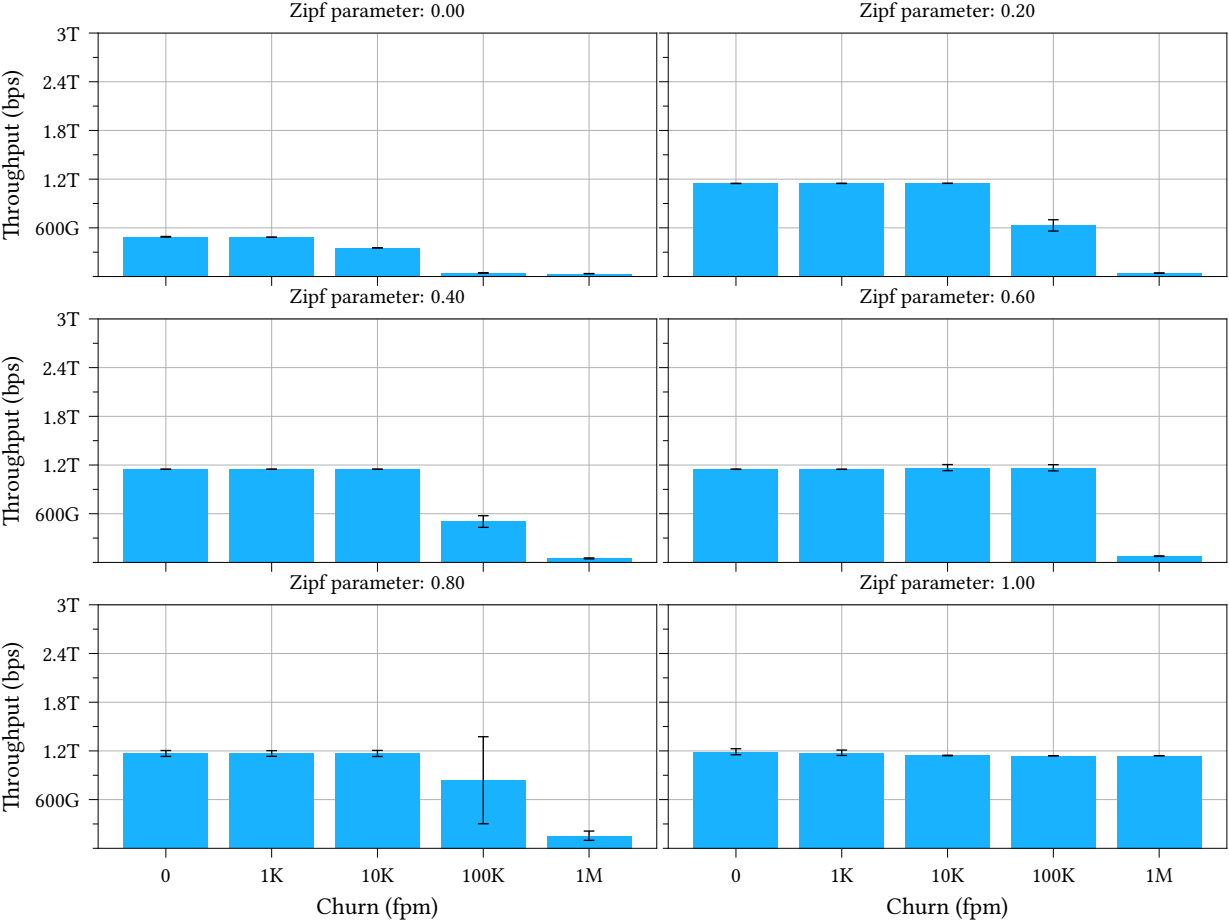 Zipf parameter: 0.00
Zipf parameter: 0.20
3T
2.4T
1.8T
1.2T
600G
Throughput (bps)
Zipf parameter: 0.40
Zipf parameter: 0.60
3T
2.4T
1.8T
1.2T
600G
Throughput (bps)
Zipf parameter: 0.80
Zipf parameter: 1.00
3T
2.4T
1.8T
1.2T
600G
Throughput (bps)
0 1K 10K 100K 1M
0 1K 10K 100K 1M
Churn (fpm)
Churn (fpm)